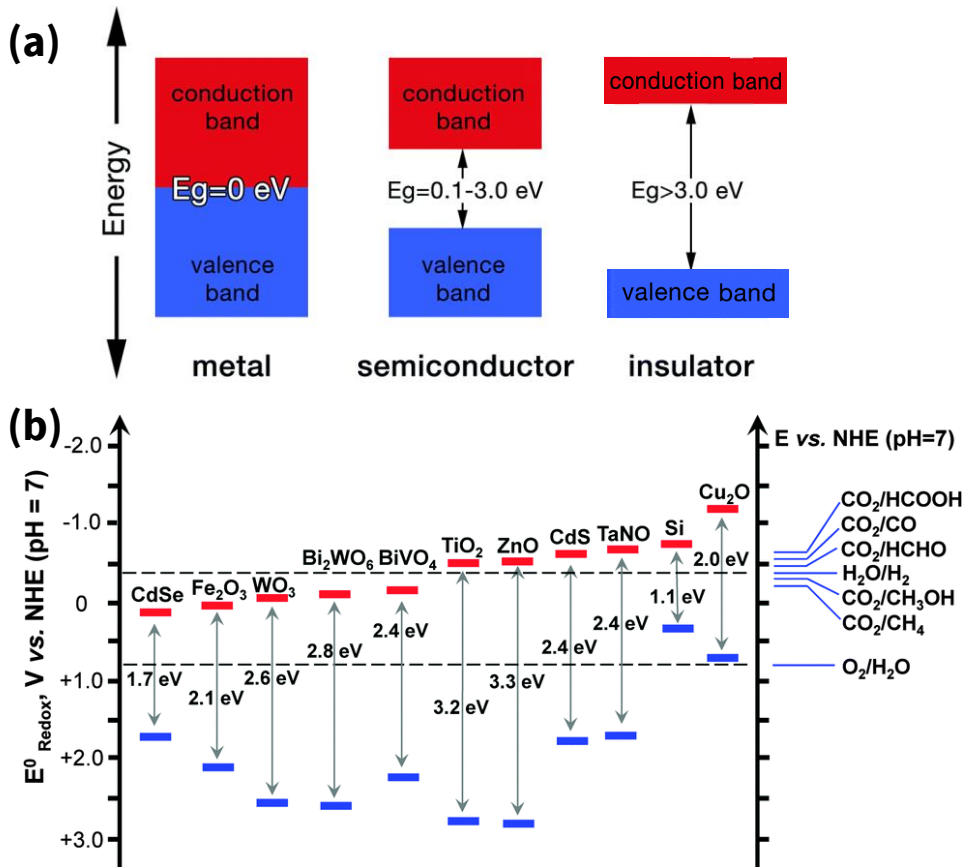 (a)
Energy
conduction
band
Eg=0 eV
valence
band
metal
conduction
band
Eg=0.1-3.0 eV
valence
band
semiconductor
conduction band
Eg>3.0 eV
valence band
insulator
(b)
E⁰Redox, V vs. NHE (pH = 7)
-2.0
-1.0
0
+1.0
+2.0
+3.0
CdSe
1.7 eV
Fe₂O₃
2.1 eV
WO₃
2.6 eV
Bi₂WO₆
2.8 eV
BiVO₄
2.4 eV
TiO₂
3.2 eV
ZnO
3.3 eV
CdS
2.4 eV
TaNO
2.4 eV
Si
1.1 eV
Cu₂O
2.0 eV
E vs. NHE (pH=7)
CO₂/HCOOH
CO₂/CO
CO₂/HCHO
H₂O/H₂
CO₂/CH₃OH
CO₂/CH₄
O₂/H₂O